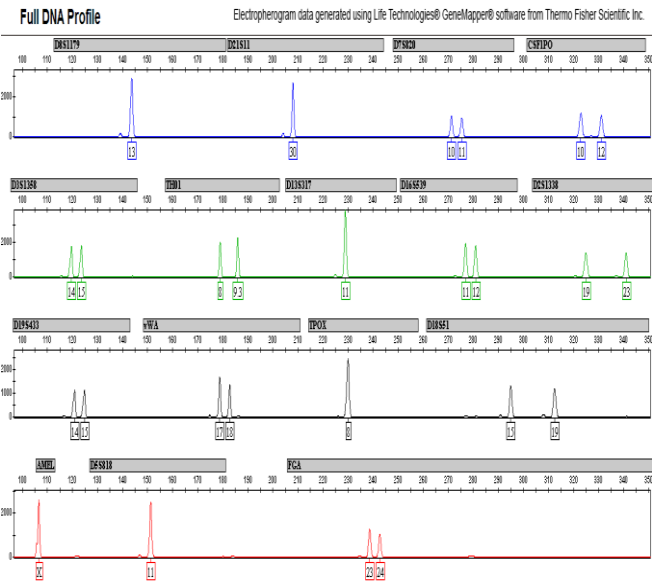 Full DNA Profile Electropherogram data generated using Life Technologies® GeneMapper® software from Thermo Fisher Scientific Inc.
D8S1179 D21S11 D7S820 CSF1PO
100 110 120 130 140 150 160 170 180 190 200 210 220 230 240 250 260 270 280 290 300 310 320 330 340 350
2000
0
13 30 10 11 10 12
D3S1358 TH01 D13S317 D16S539 D2S1338
100 110 120 130 140 150 160 170 180 190 200 210 220 230 240 250 260 270 280 290 300 310 320 330 340 350
2000
0
14 15 8 9.3 11 11 12 19 23
D19S433 vWA TPOX D18S51
100 110 120 130 140 150 160 170 180 190 200 210 220 230 240 250 260 270 280 290 300 310 320 330 340 350
2000
1000
0
14 15 17 18 8 15 19
AMEL D5S818 FGA
100 110 120 130 140 150 160 170 180 190 200 210 220 230 240 250 260 270 280 290 300 310 320 330 340 350
2000
0
X 11 23 24